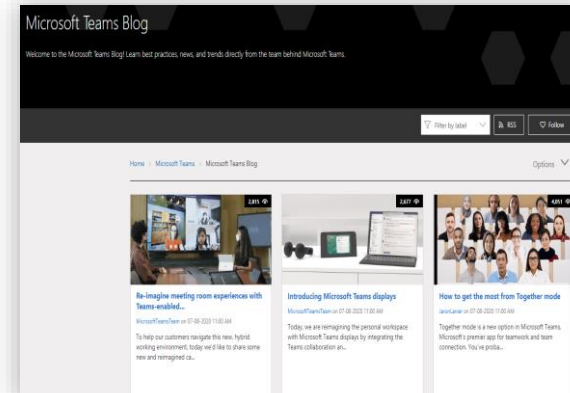 Microsoft Teams Blog
Welcome to the Microsoft Teams Blog! Learn best practices, news, and trends directly from the team behind Microsoft Teams.
Filter by label
RSS
Follow
Home > Microsoft Teams > Microsoft Teams Blog
Options
2,015
2,677
4,051
Re-imagine meeting room experiences with
Teams-enabled...
MicrosoftTeamsTeam on 07-08-2020 11:00 AM
To help our customers navigate this new, hybrid
working environment, today we'd like to share some
new and reimagined ca...
Introducing Microsoft Teams displays
MicrosoftTeamsTeam on 07-08-2020 11:00 AM
Today, we are reimagining the personal workspace
with Microsoft Teams displays by integrating the
Teams collaboration an...
How to get the most from Together mode
JaronLanier on 07-08-2020 11:00 AM
Together mode is a new option in Microsoft Teams,
Microsoft's premier app for teamwork and team
connection. You've proba...